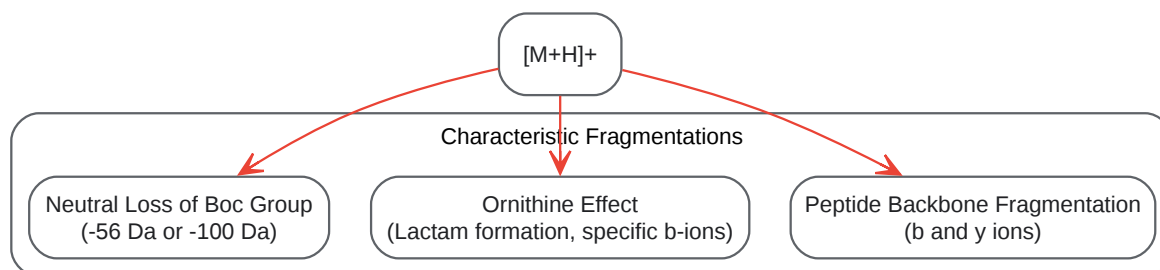 [M+H]+
Characteristic Fragmentations
Neutral Loss of Boc Group
(-56 Da or -100 Da)
Ornithine Effect
(Lactam formation, specific b-ions)
Peptide Backbone Fragmentation
(b and y ions)